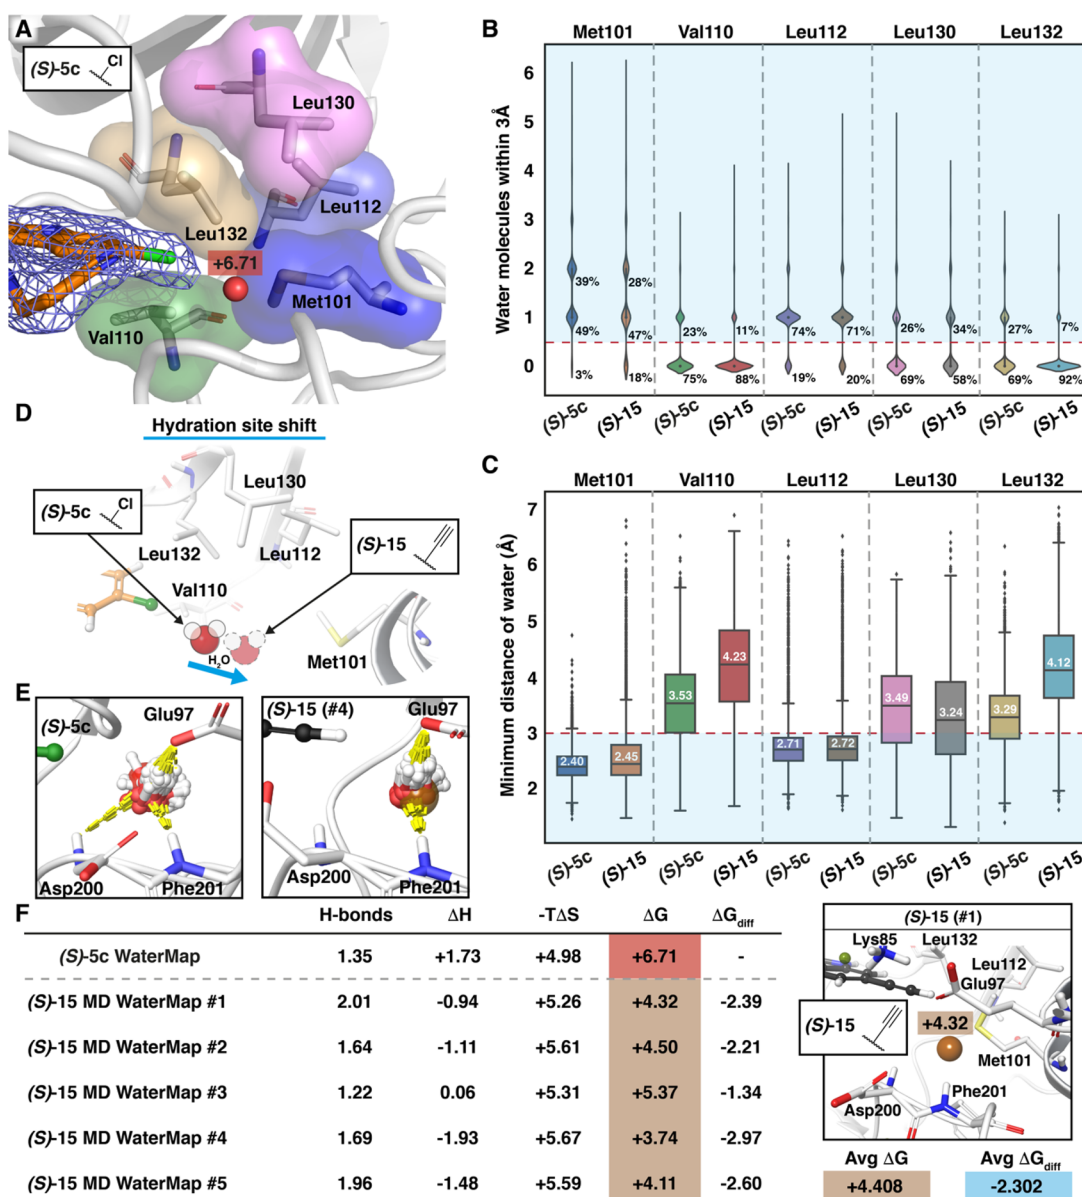 A
(S)-5c
Cl
Leu130
Leu112
Leu132
+6.71
Met101
Val110
B
Met101 Val110 Leu112 Leu130 Leu132
Water molecules within 3Å
6
5
4
3
2
1
0
39% 28%
49% 47% 23% 11% 74% 71% 26% 34% 27% 7%
3% 18% 75% 88% 19% 20% 69% 58% 69% 92%
(S)-5c (S)-15 (S)-5c (S)-15 (S)-5c (S)-15 (S)-5c (S)-15 (S)-5c (S)-15
C
Met101 Val110 Leu112 Leu130 Leu132
Minimum distance of water (Å)
7
6
5
4
3
2
2.40 2.45 3.53 4.23 2.71 2.72 3.49 3.24 3.29 4.12
(S)-5c (S)-15 (S)-5c (S)-15 (S)-5c (S)-15 (S)-5c (S)-15 (S)-5c (S)-15
D
Hydration site shift
Leu130
(S)-5c
Cl
(S)-15
Leu132
Leu112
Val110
H2O
Met101
E
(S)-5c
Glu97
Asp200
Phe201
(S)-15 (#4)
Glu97
Asp200
Phe201
F
H-bonds ΔH -TΔS ΔG ΔGdiff
(S)-5c WaterMap 1.35 +1.73 +4.98 +6.71 -
(S)-15 MD WaterMap #1 2.01 -0.94 +5.26 +4.32 -2.39
(S)-15 MD WaterMap #2 1.64 -1.11 +5.61 +4.50 -2.21
(S)-15 MD WaterMap #3 1.22 0.06 +5.31 +5.37 -1.34
(S)-15 MD WaterMap #4 1.69 -1.93 +5.67 +3.74 -2.97
(S)-15 MD WaterMap #5 1.96 -1.48 +5.59 +4.11 -2.60
(S)-15 (#1)
Lys85
Leu132
Leu112
Glu97
(S)-15
+4.32
Met101
Phe201
Asp200
Avg ΔG Avg ΔGdiff
+4.408 -2.302